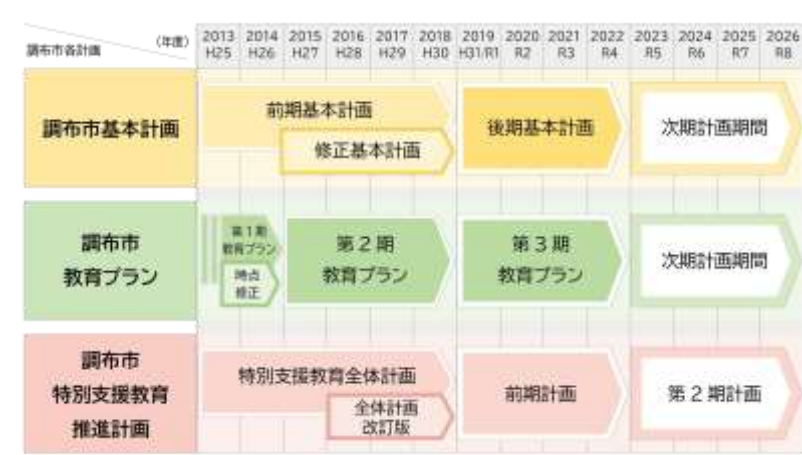 (年度)
調布市各計画
2013 2014 2015 2016 2017 2018 2019 2020 2021 2022 2023 2024 2025 2026
H25 H26 H27 H28 H29 H30 H31/R1 R2 R3 R4 R5 R6 R7 R8
調布市基本計画
前期基本計画
修正基本計画
後期基本計画
次期計画期間
調布市
教育プラン
第1期
教育プラン
時点
修正
第2期
教育プラン
第3期
教育プラン
次期計画期間
調布市
特別支援教育
推進計画
特別支援教育全体計画
全体計画
改訂版
前期計画
第2期計画